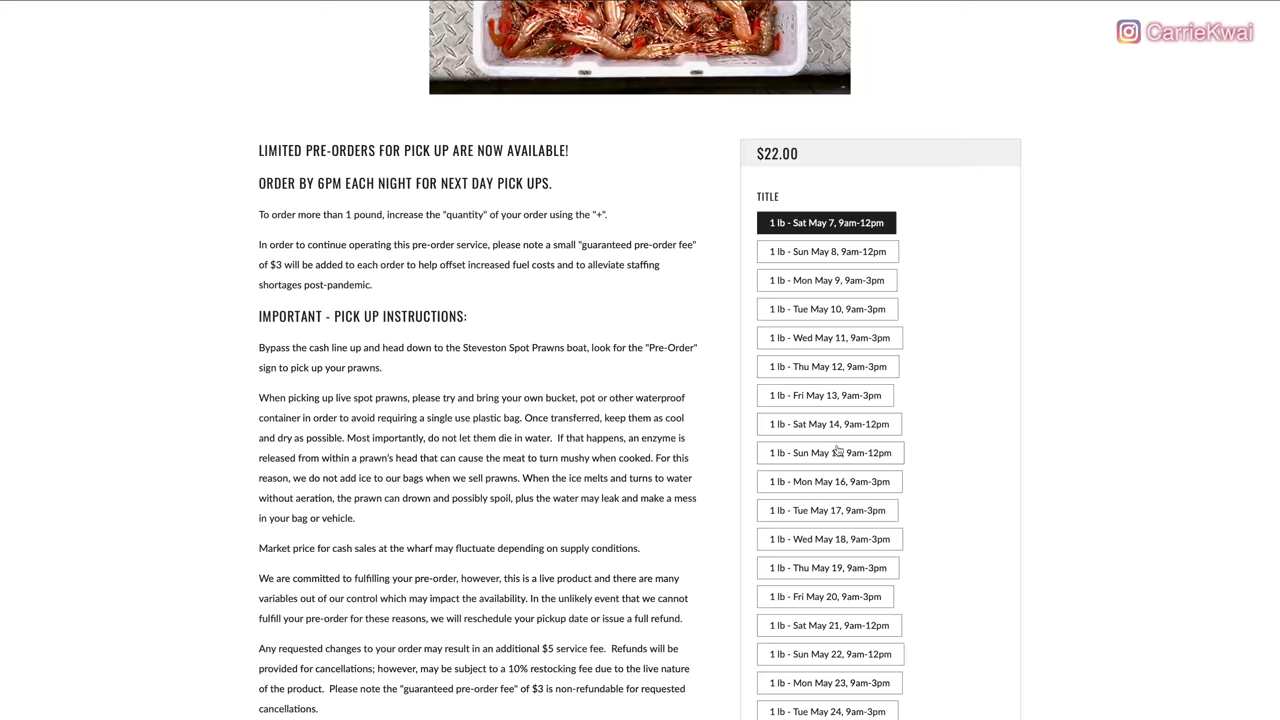 CarrieKwai
LIMITED PRE-ORDERS FOR PICK UP ARE NOW AVAILABLE!
ORDER BY 6PM EACH NIGHT FOR NEXT DAY PICK UPS.
To order more than 1 pound, increase the "quantity" of your order using the "+".
In order to continue operating this pre-order service, please note a small "guaranteed pre-order fee"
of $3 will be added to each order to help offset increased fuel costs and to alleviate staffing
shortages post-pandemic.
IMPORTANT - PICK UP INSTRUCTIONS:
Bypass the cash line up and head down to the Steveston Spot Prawns boat, look for the "Pre-Order"
sign to pick up your prawns.
When picking up live spot prawns, please try and bring your own bucket, pot or other waterproof
container in order to avoid requiring a single use plastic bag. Once transferred, keep them as cool
and dry as possible. Most importantly, do not let them die in water.  If that happens, an enzyme is
released from within a prawn's head that can cause the meat to turn mushy when cooked. For this
reason, we do not add ice to our bags when we sell prawns. When the ice melts and turns to water
without aeration, the prawn can drown and possibly spoil, plus the water may leak and make a mess
in your bag or vehicle.
Market price for cash sales at the wharf may fluctuate depending on supply conditions.
We are committed to fulfilling your pre-order, however, this is a live product and there are many
variables out of our control which may impact the availability. In the unlikely event that we cannot
fulfill your pre-order for these reasons, we will reschedule your pickup date or issue a full refund.
Any requested changes to your order may result in an additional $5 service fee.  Refunds will be
provided for cancellations; however, may be subject to a 10% restocking fee due to the live nature
of the product.  Please note the "guaranteed pre-order fee" of $3 is non-refundable for requested
cancellations.
$22.00
TITLE
1 lb - Sat May 7, 9am-12pm
1 lb - Sun May 8, 9am-12pm
1 lb - Mon May 9, 9am-3pm
1 lb - Tue May 10, 9am-3pm
1 lb - Wed May 11, 9am-3pm
1 lb - Thu May 12, 9am-3pm
1 lb - Fri May 13, 9am-3pm
1 lb - Sat May 14, 9am-12pm
1 lb - Sun May 9am-12pm
1 lb - Mon May 16, 9am-3pm
1 lb - Tue May 17, 9am-3pm
1 lb - Wed May 18, 9am-3pm
1 lb - Thu May 19, 9am-3pm
1 lb - Fri May 20, 9am-3pm
1 lb - Sat May 21, 9am-12pm
1 lb - Sun May 22, 9am-12pm
1 lb - Mon May 23, 9am-3pm
1 lb - Tue May 24, 9am-3pm